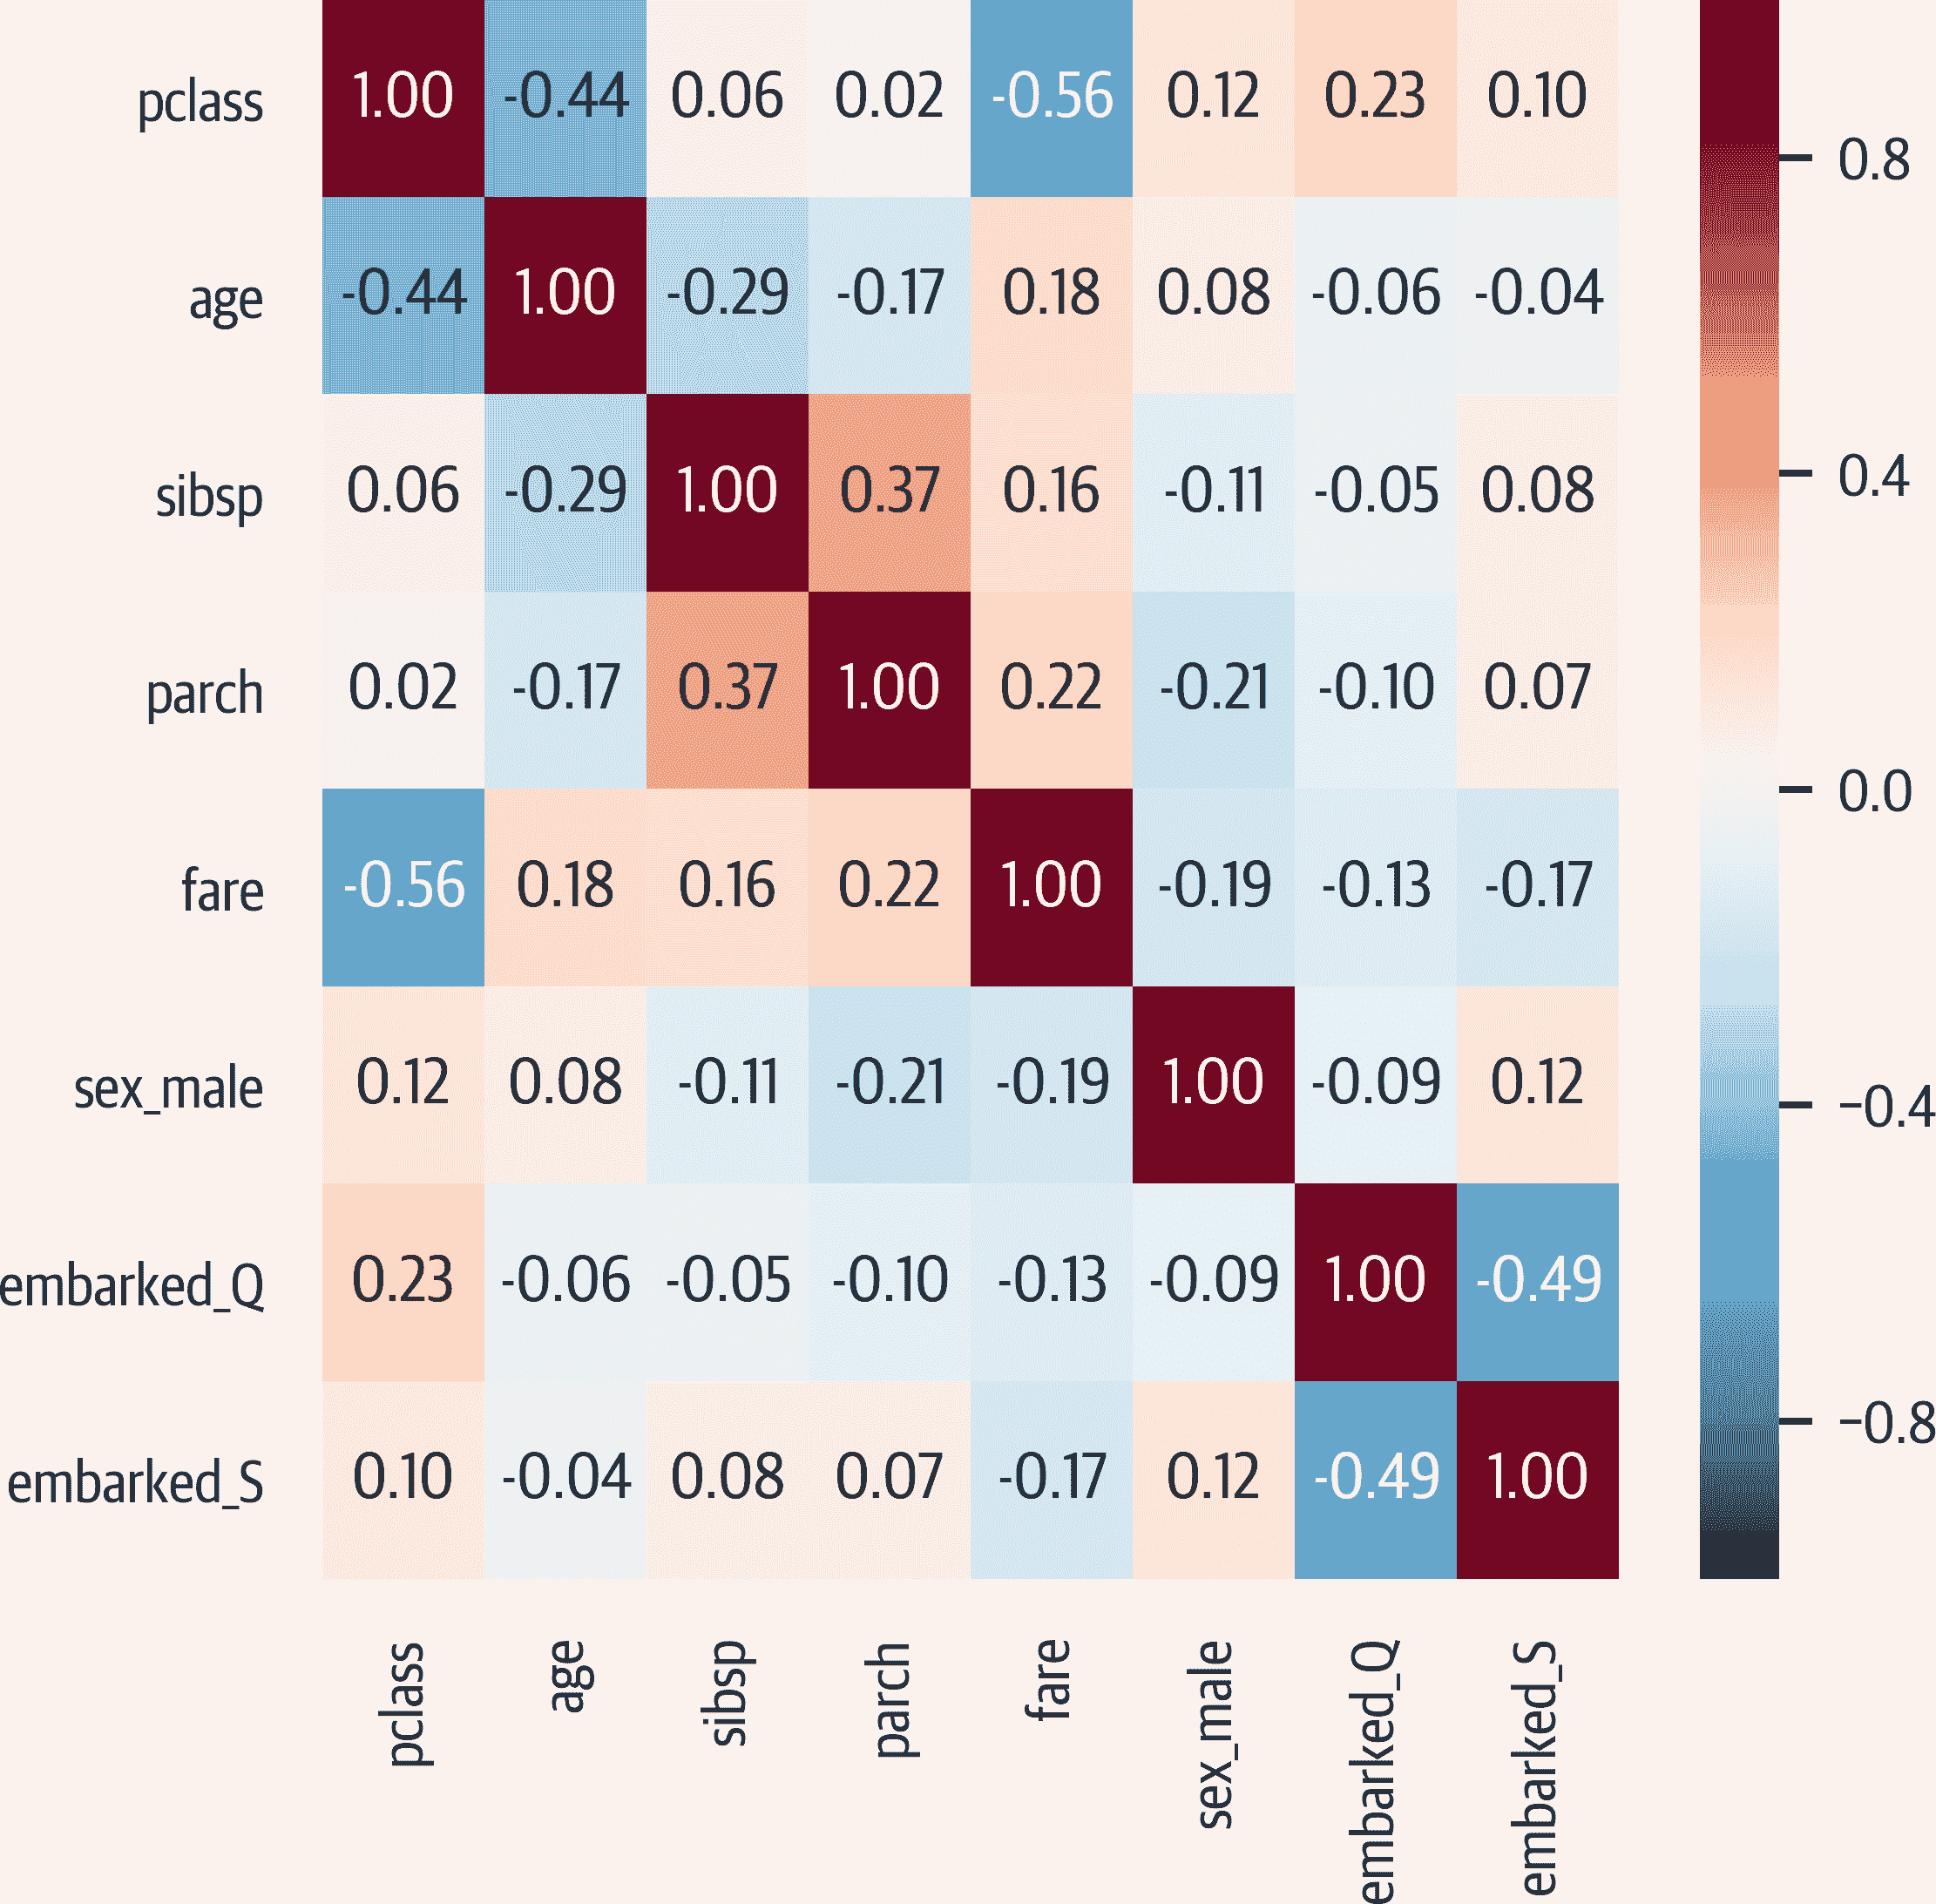 pclass 1.00 -0.44 0.06 0.02 -0.56 0.12 0.23 0.10
0.8
age -0.44 1.00 -0.29 -0.17 0.18 0.08 -0.06 -0.04
sibsp 0.06 -0.29 1.00 0.37 0.16 -0.11 -0.05 0.08
0.4
parch 0.02 -0.17 0.37 1.00 0.22 -0.21 -0.10 0.07
0.0
fare -0.56 0.18 0.16 0.22 1.00 -0.19 -0.13 -0.17
sex_male 0.12 0.08 -0.11 -0.21 -0.19 1.00 -0.09 0.12
−0.4
embarked_Q 0.23 -0.06 -0.05 -0.10 -0.13 -0.09 1.00 -0.49
−0.8
embarked_S 0.10 -0.04 0.08 0.07 -0.17 0.12 -0.49 1.00
pclass
age
sibsp
parch
fare
sex_male
embarked_Q
embarked_S